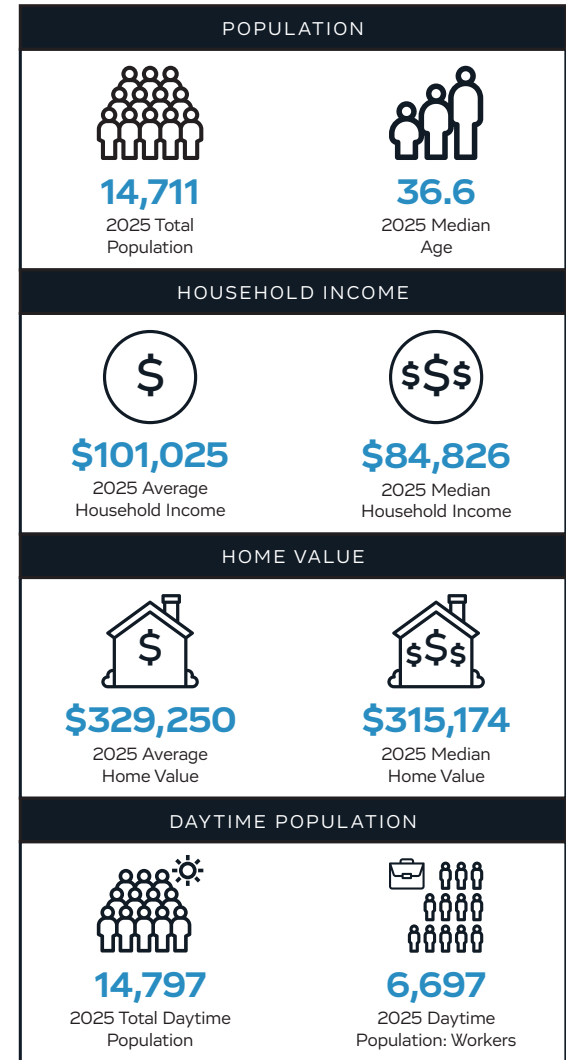 POPULATION
14,711
2025 Total
Population
36.6
2025 Median
Age
HOUSEHOLD INCOME
$
$101,025
2025 Average
Household Income
$$$
$84,826
2025 Median
Household Income
HOME VALUE
$
$329,250
2025 Average
Home Value
$$$
$315,174
2025 Median
Home Value
DAYTIME POPULATION
14,797
2025 Total Daytime
Population
6,697
2025 Daytime
Population: Workers